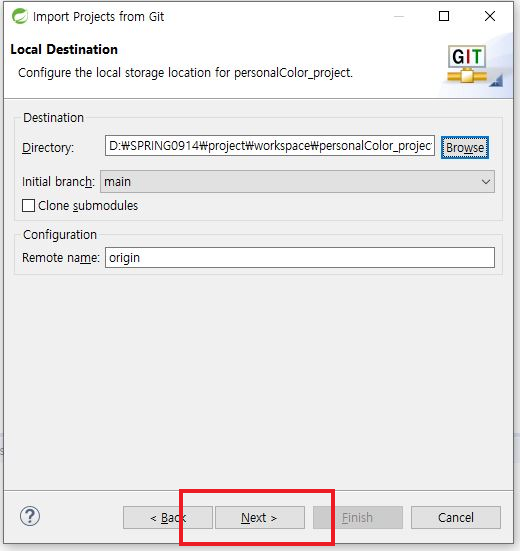 Import Projects from Git
Local Destination
Configure the local storage location for personalColor_project.
GIT
Destination
Directory: D:₩SPRING0914₩project₩workspace₩personalColor_projec Browse
Initial branch: main
Clone submodules
Configuration
Remote name: origin
? < Back Next > Finish Cancel